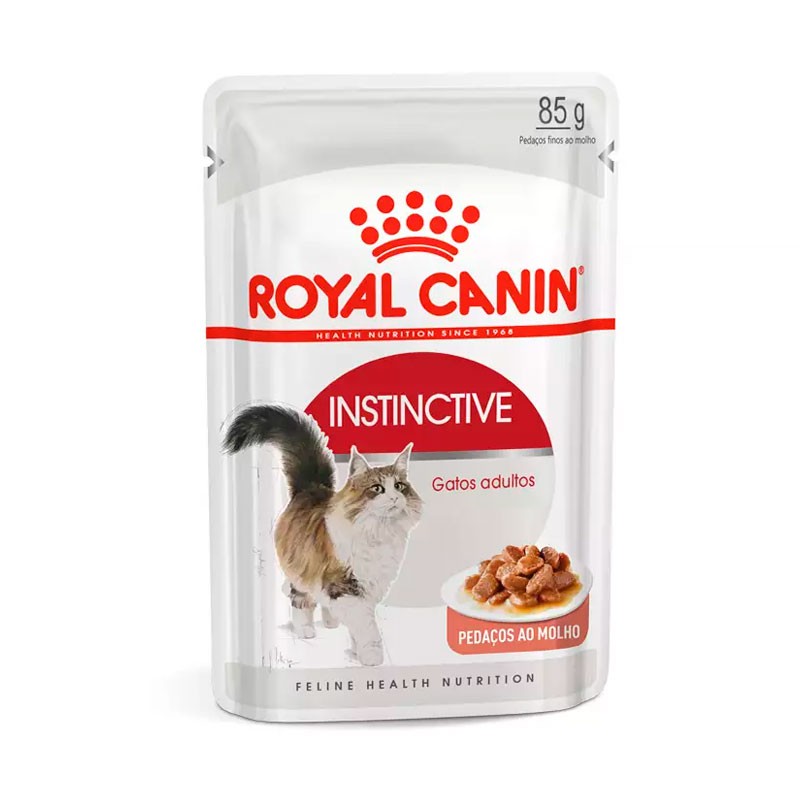 85 g
Pedaços finos ao molho
ROYAL CANIN®
HEALTH NUTRITION SINCE 1968
INSTINCTIVE
Gatos adultos
PEDAÇOS AO MOLHO
FELINE HEALTH NUTRITION